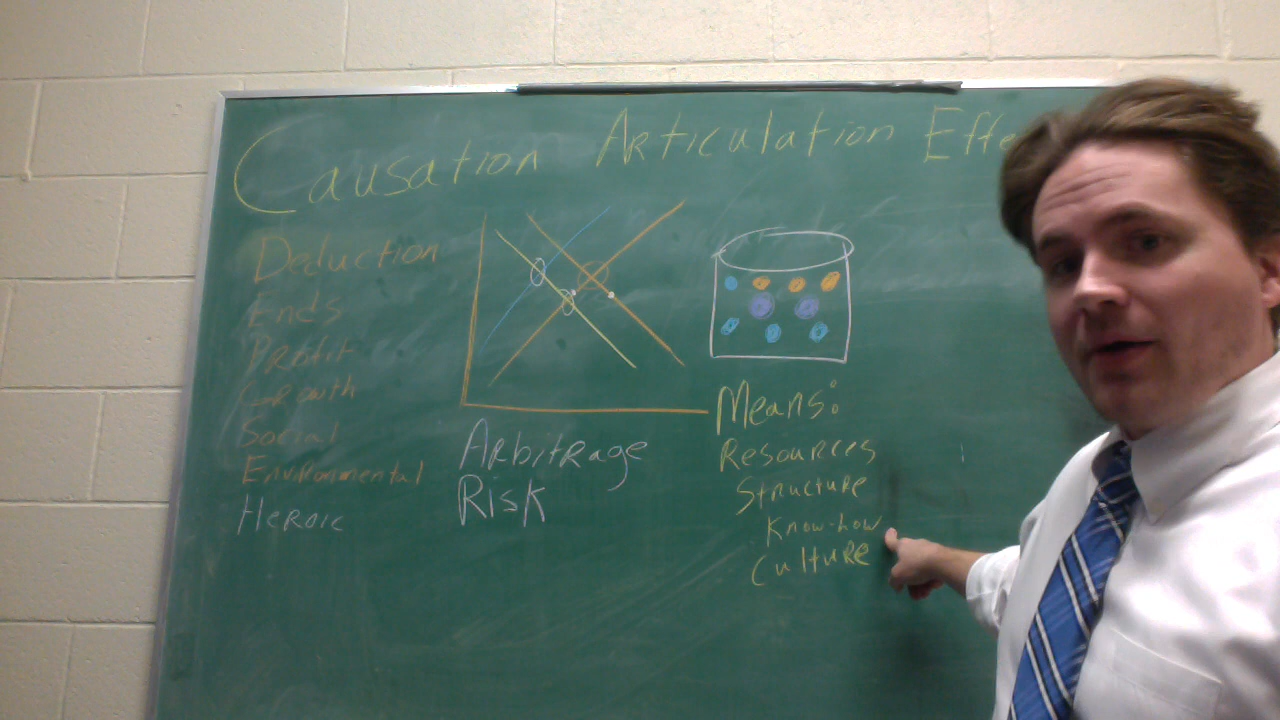 Causation Articulation Effe
Deduction
Ends
Profit
Growth
Social
Environmental
Heroic
Arbitrage
Risk
Means:
Resources
Structure
Know-how
Culture